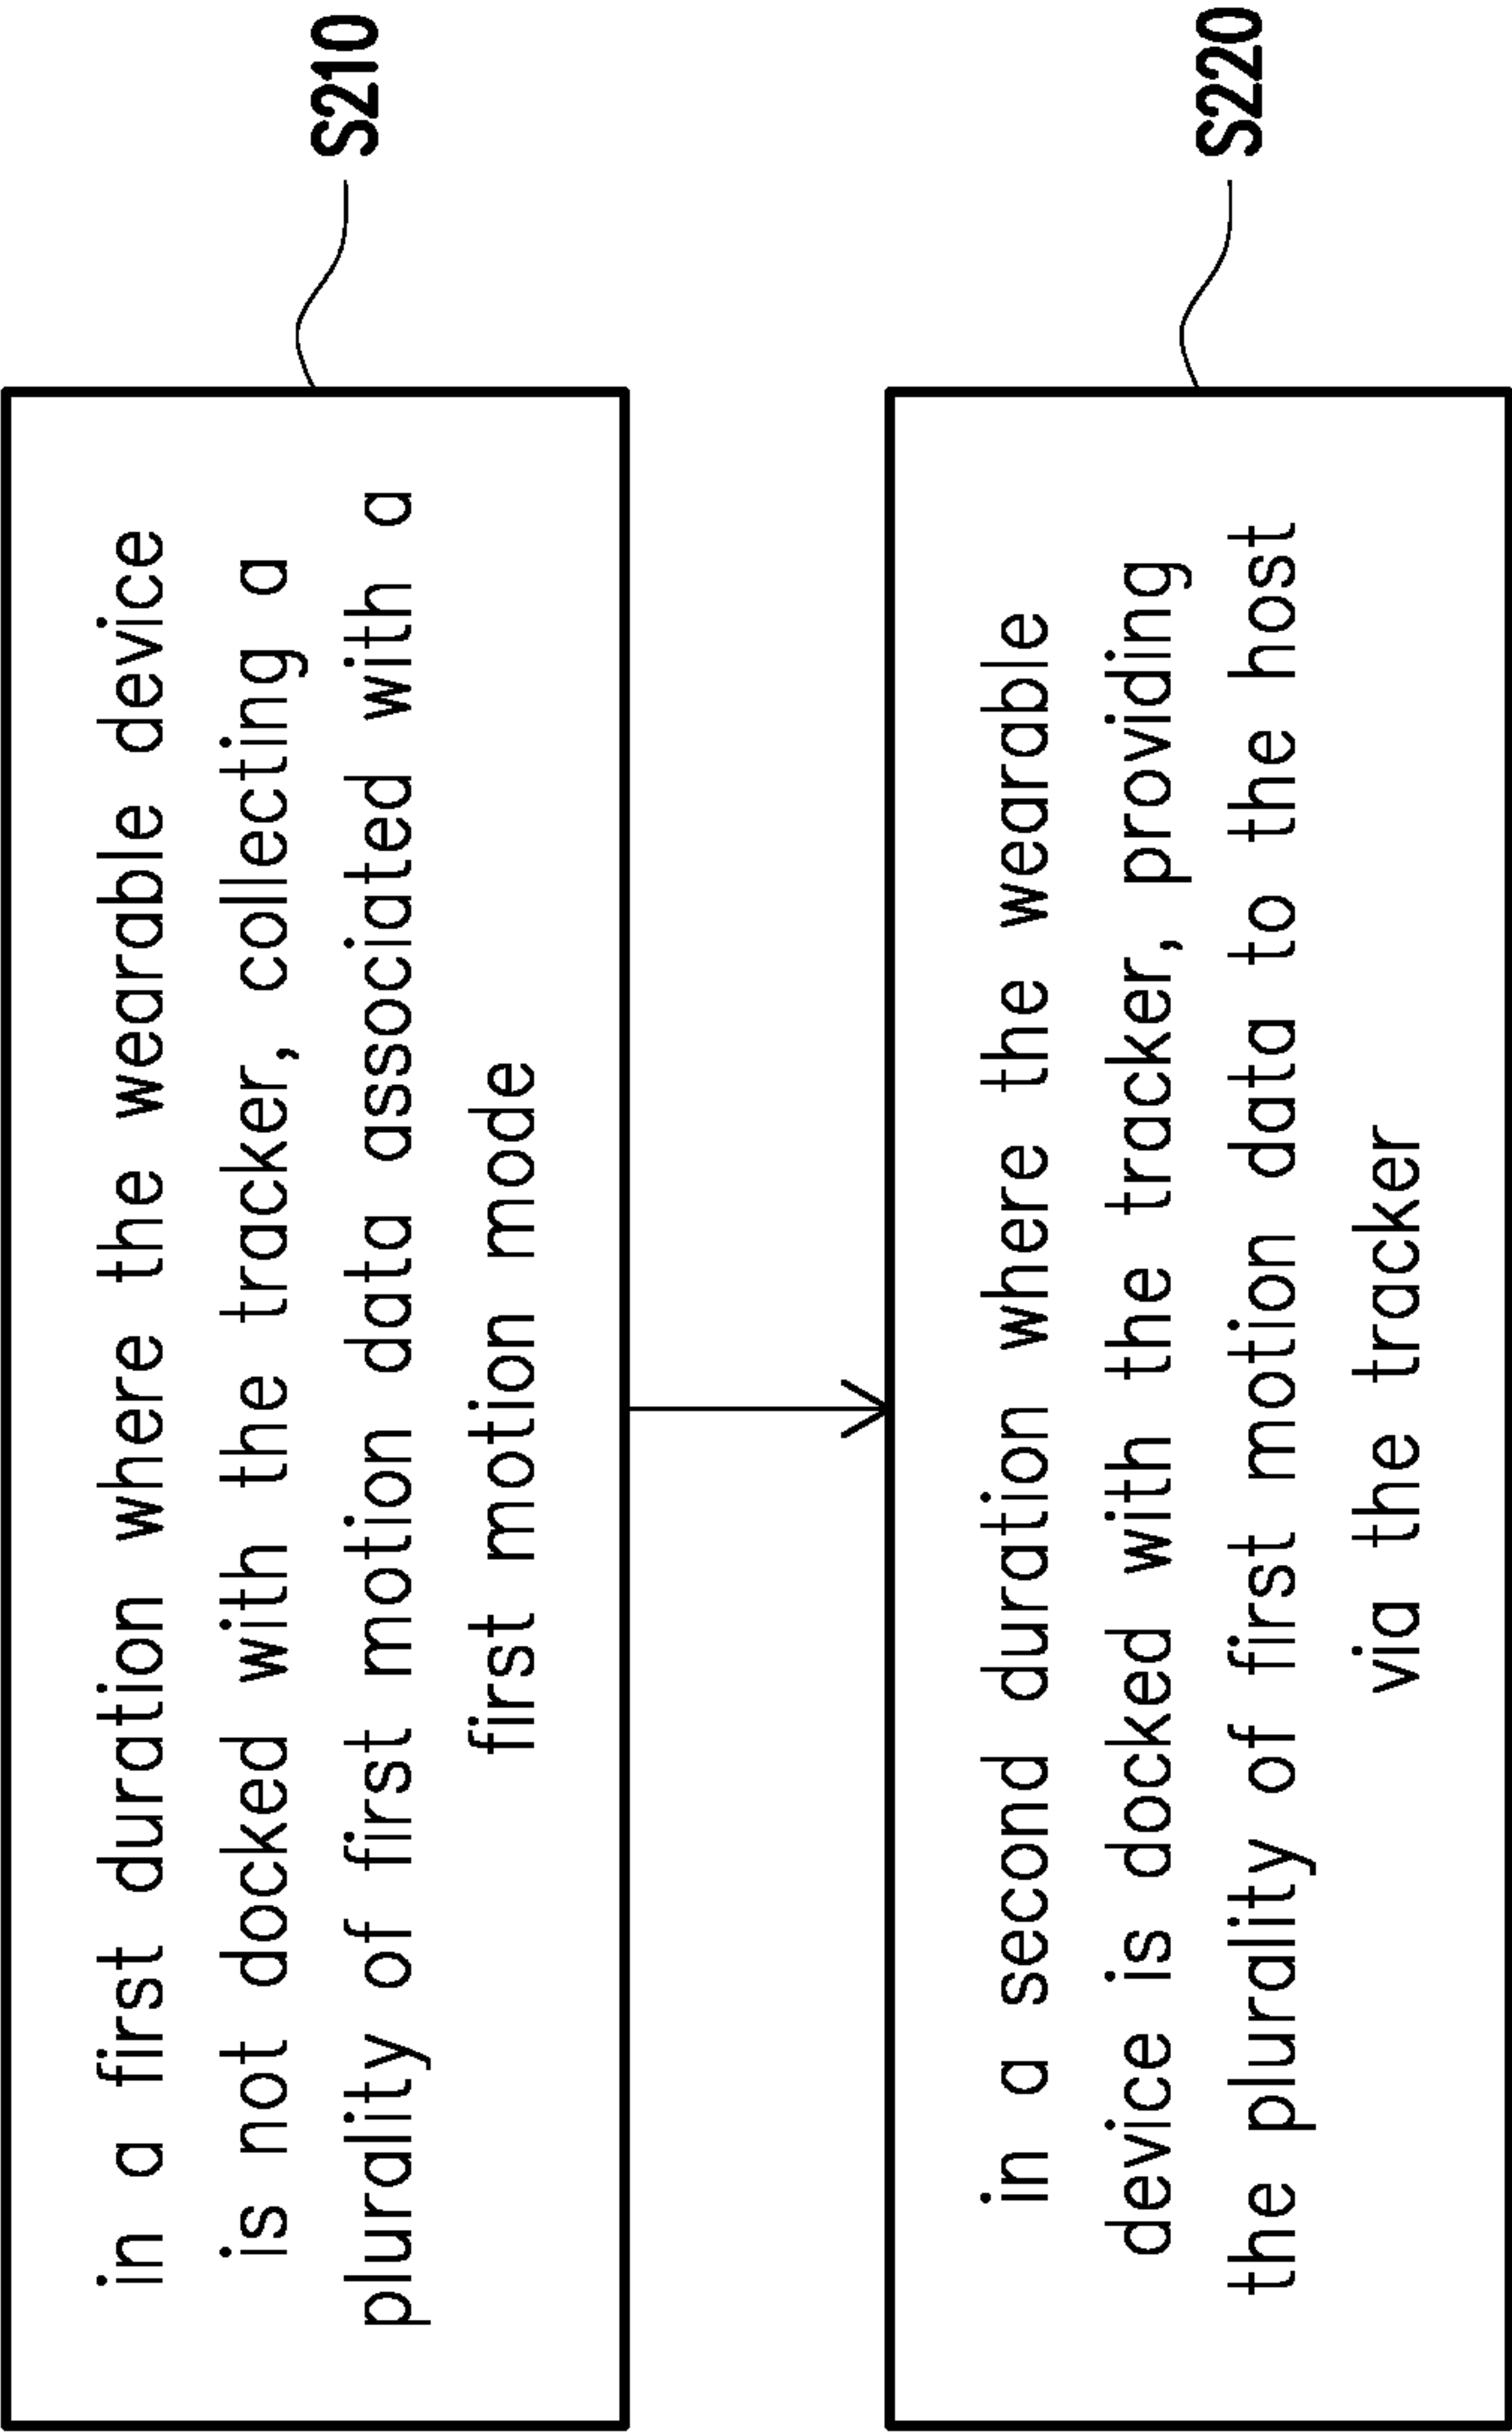 in a first duration where the wearable device
is not docked with the tracker, collecting a
plurality of first motion data associated with a
first motion mode
S210
in a second duration where the wearable
device is docked with the tracker, providing
the plurality of first motion data to the host
via the tracker
S220